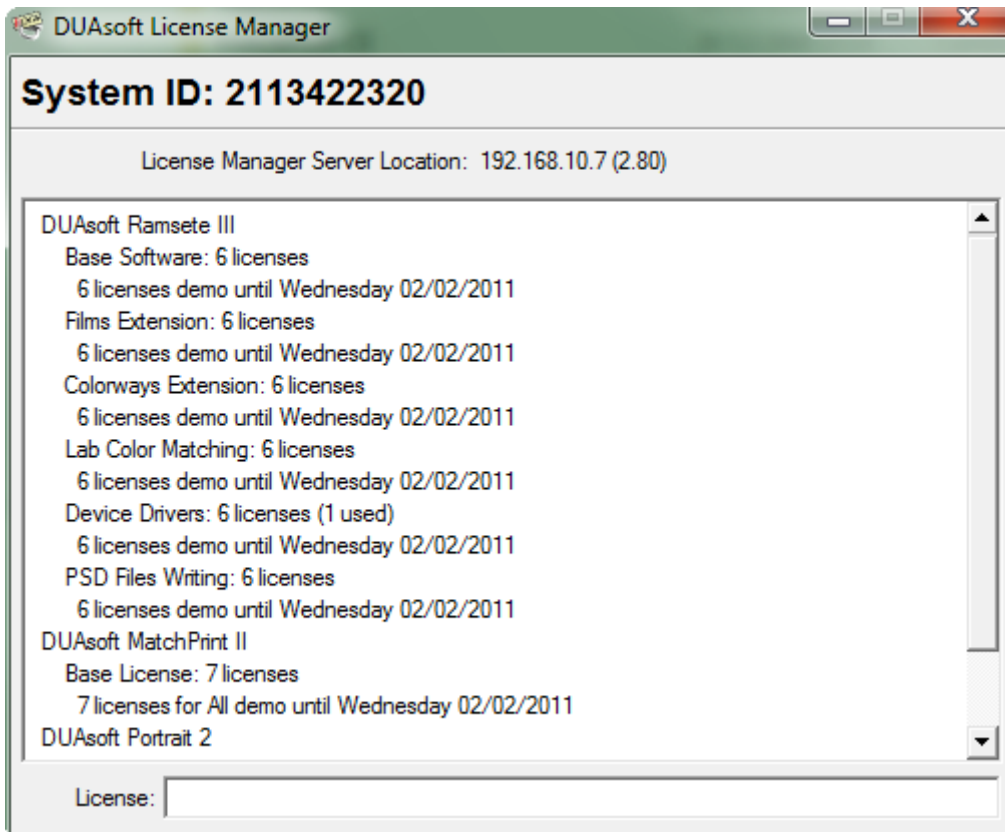 DUAsoft License Manager
System ID: 2113422320
License Manager Server Location: 192.168.10.7 (2.80)
DUAsoft Ramsete III
Base Software: 6 licenses
6 licenses demo until Wednesday 02/02/2011
Films Extension: 6 licenses
6 licenses demo until Wednesday 02/02/2011
Colorways Extension: 6 licenses
6 licenses demo until Wednesday 02/02/2011
Lab Color Matching: 6 licenses
6 licenses demo until Wednesday 02/02/2011
Device Drivers: 6 licenses (1 used)
6 licenses demo until Wednesday 02/02/2011
PSD Files Writing: 6 licenses
6 licenses demo until Wednesday 02/02/2011
DUAsoft MatchPrint II
Base License: 7 licenses
7 licenses for All demo until Wednesday 02/02/2011
DUAsoft Portrait 2
License: